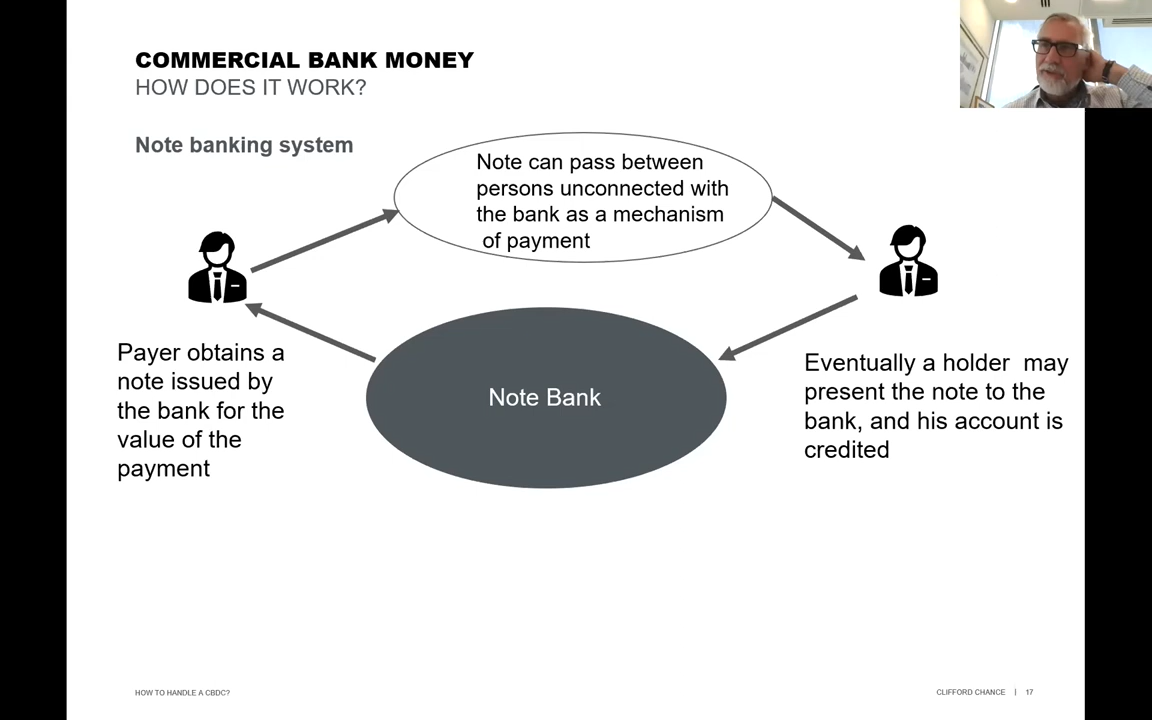 COMMERCIAL BANK MONEY
HOW DOES IT WORK?
Note banking system
Note can pass between
persons unconnected with
the bank as a mechanism
of payment
Payer obtains a
note issued by
the bank for the
value of the
payment
Note Bank
Eventually a holder may
present the note to the
bank, and his account is
credited
HOW TO HANDLE A CBDC?
CLIFFORD CHANCE | 17